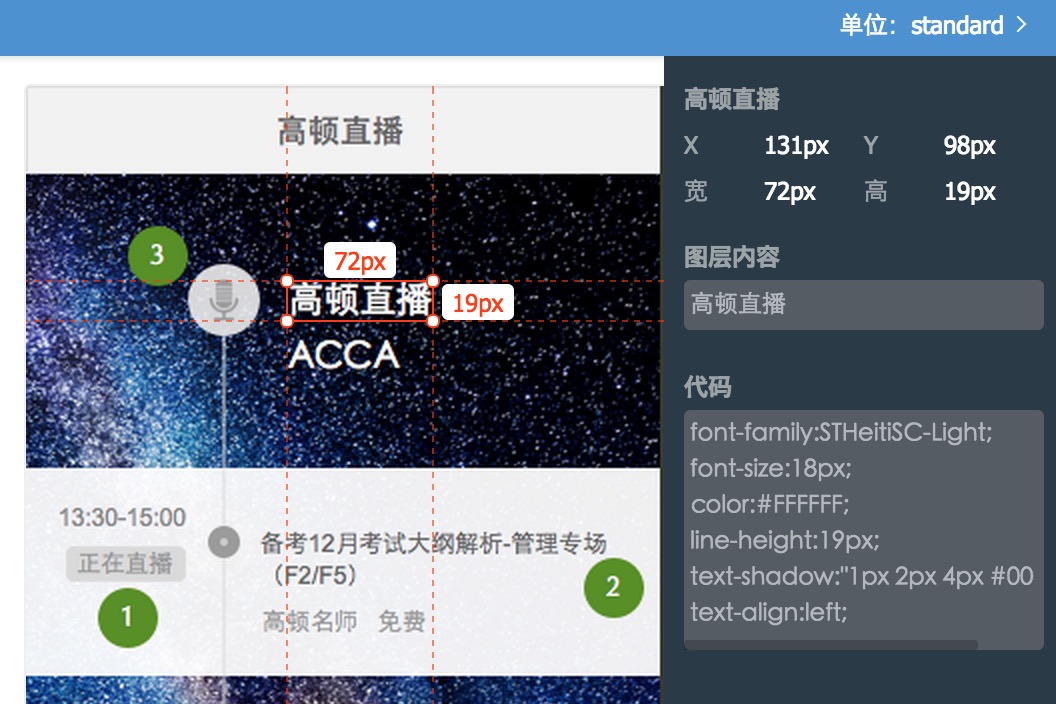 单位：standard
高顿直播
3
72px
高顿直播
19px
ACCA
13:30-15:00
正在直播
1
备考12月考试大纲解析-管理专场
（F2/F5）
高顿名师 免费
2
高顿直播
X 131px Y 98px
宽 72px 高 19px
图层内容
高顿直播
代码
font-family:STHeitiSC-Light;
font-size:18px;
color:#FFFFFF;
line-height:19px;
text-shadow:"1px 2px 4px #00
text-align:left;